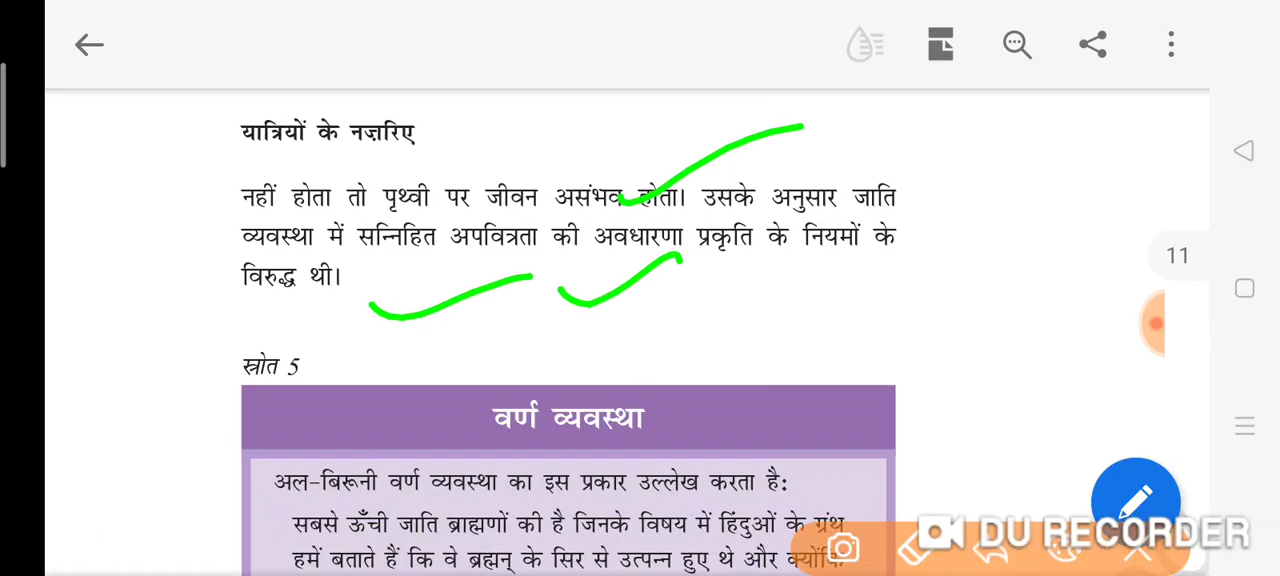 यात्रियों के नज़रिए
नहीं होता तो पृथ्वी पर जीवन असंभव होता। उसके अनुसार जाति
व्यवस्था में सन्निहित अपवित्रता की अवधारणा प्रकृति के नियमों के
विरुद्ध थी।
11
स्रोत 5
वर्ण व्यवस्था
अल-बिरूनी वर्ण व्यवस्था का इस प्रकार उल्लेख करता है:
सबसे ऊँची जाति ब्राह्मणों की है जिनके विषय में हिंदुओं के ग्रंथ
हमें बताते हैं कि वे ब्रह्मन् के सिर से उत्पन्न हुए थे और क्योंकि
DU RECORDER